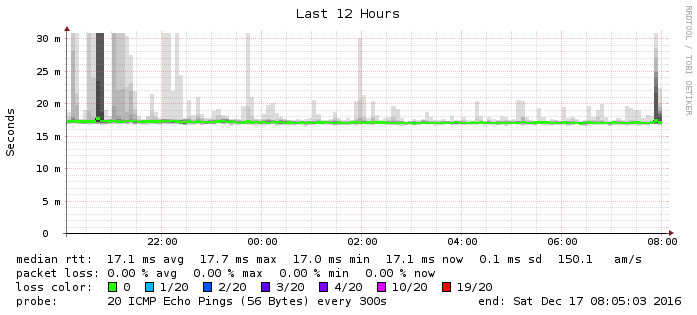 Last 12 Hours
RRDTOOL / TOBI OETIKER
Seconds
30 m
25 m
20 m
15 m
10 m
5 m
0
22:00 00:00 02:00 04:00 06:00 08:00
median rtt: 17.1 ms avg 17.7 ms max 17.0 ms min 17.1 ms now 0.1 ms sd 150.1 am/s
packet loss: 0.00 % avg 0.00 % max 0.00 % min 0.00 % now
loss color: 0 1/20 2/20 3/20 4/20 10/20 19/20
probe: 20 ICMP Echo Pings (56 Bytes) every 300s end: Sat Dec 17 08:05:03 2016